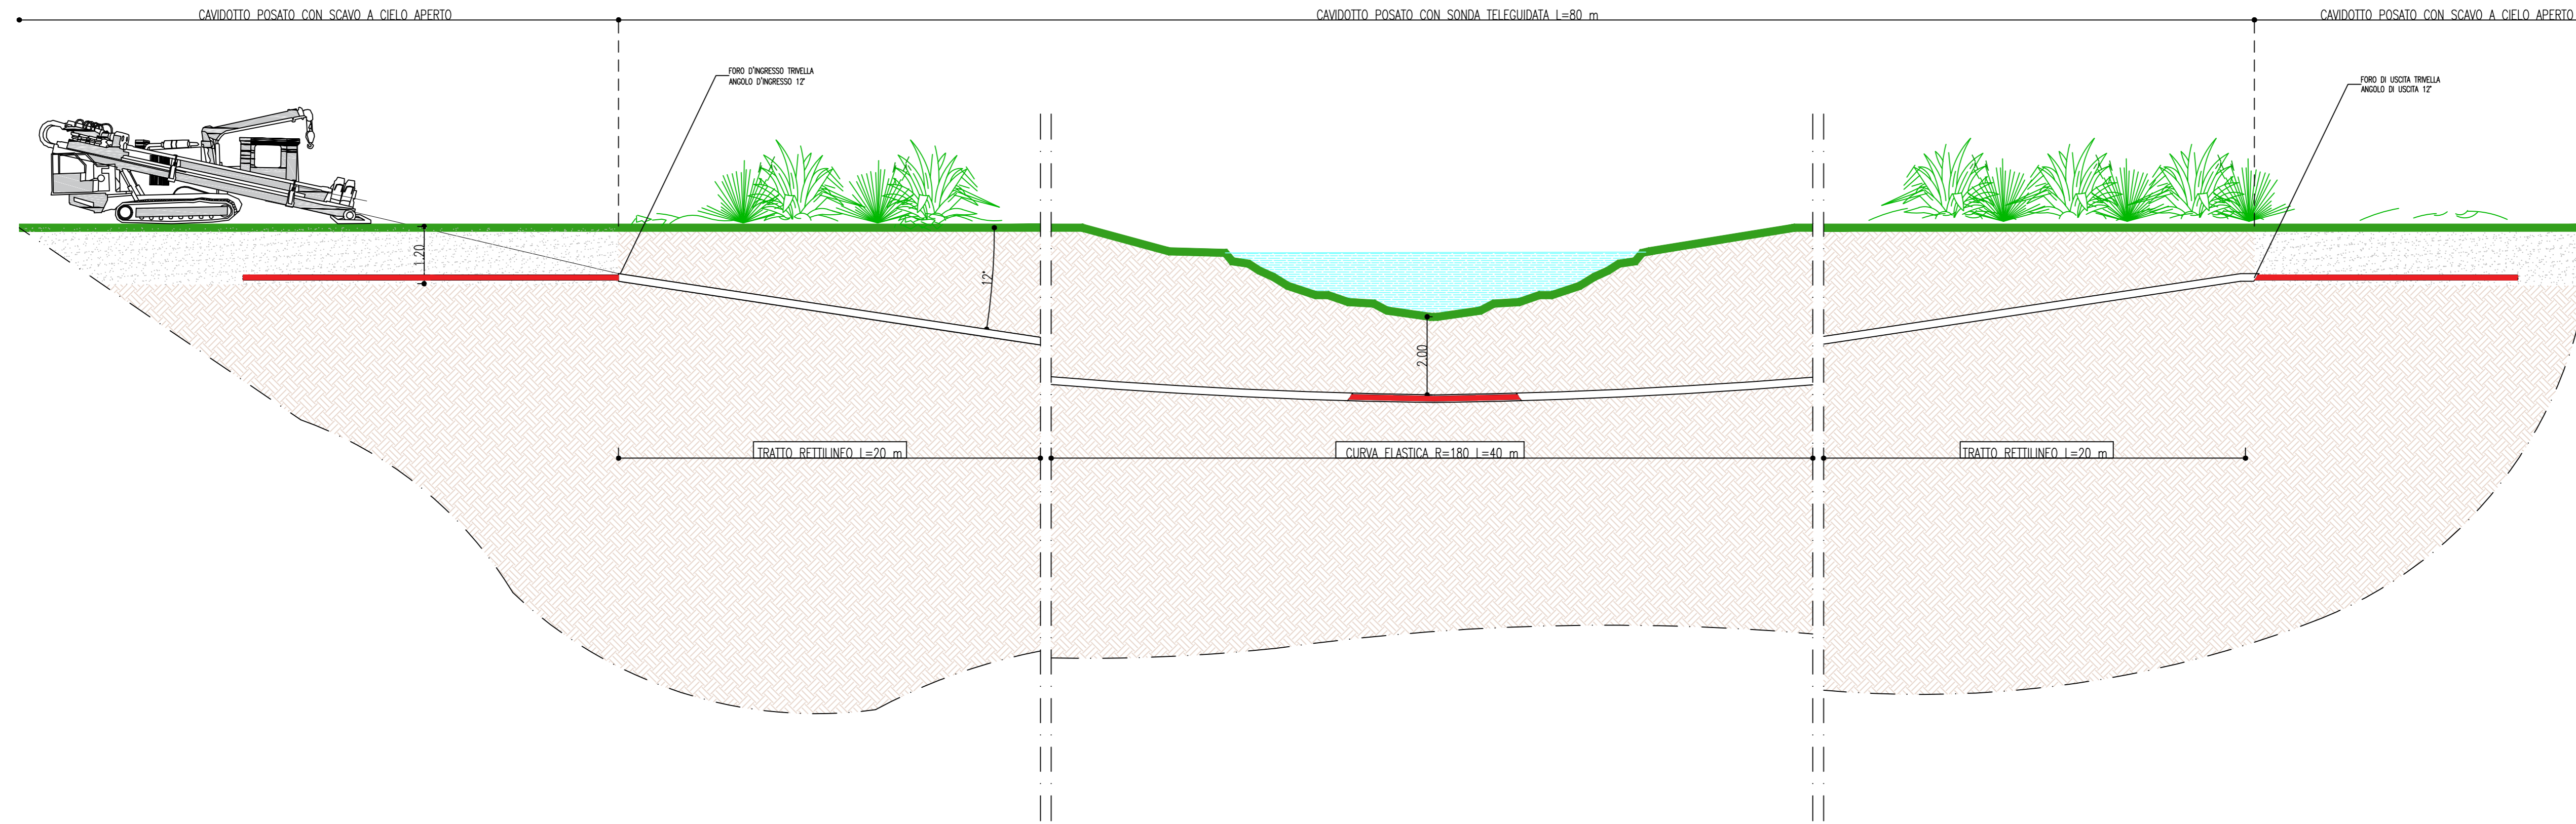 CAVIDOTTO POSATO CON SCAVO A CIELO APERTO
CAVIDOTTO POSATO CON SONDA TELEGUIDATA L=80 m
CAVIDOTTO POSATO CON SCAVO A CIELO APERTO
FORO D'INGRESSO TRIVELLA
ANGOLO D'INGRESSO 12°
FORO DI USCITA TRIVELLA
ANGOLO DI USCITA 12°
1.20
12°
2.00
TRATTO RETTILINEO L=20 m
CURVA ELASTICA R=180 L=40 m
TRATTO RETTILINEO L=20 m